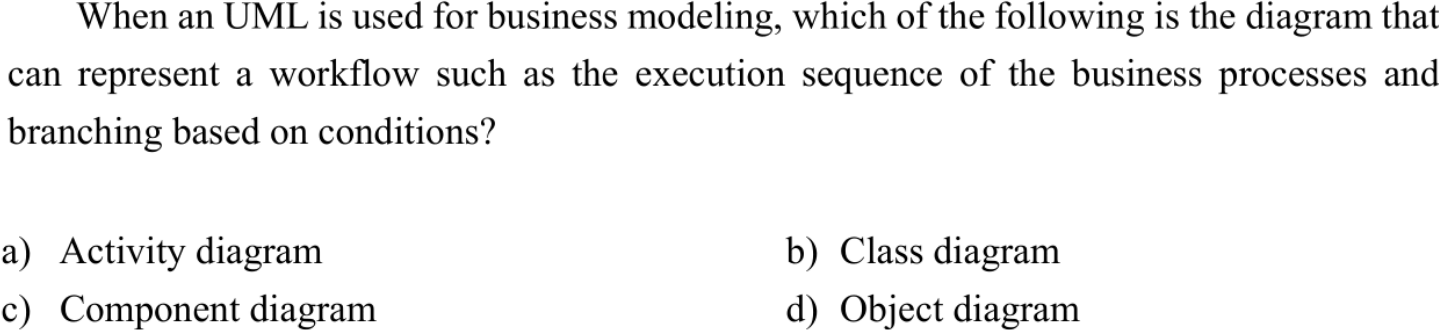 When an UML is used for business modeling, which of the following is the diagram that
can represent a workflow such as the execution sequence of the business processes and
branching based on conditions?
a) Activity diagram b) Class diagram
c) Component diagram d) Object diagram